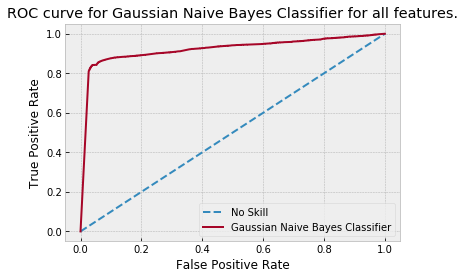 ROC curve for Gaussian Naive Bayes Classifier for all features.
1.0
0.8
0.6
0.4
0.2
0.0
True Positive Rate
No Skill
Gaussian Naive Bayes Classifier
0.0 0.2 0.4 0.6 0.8 1.0
False Positive Rate